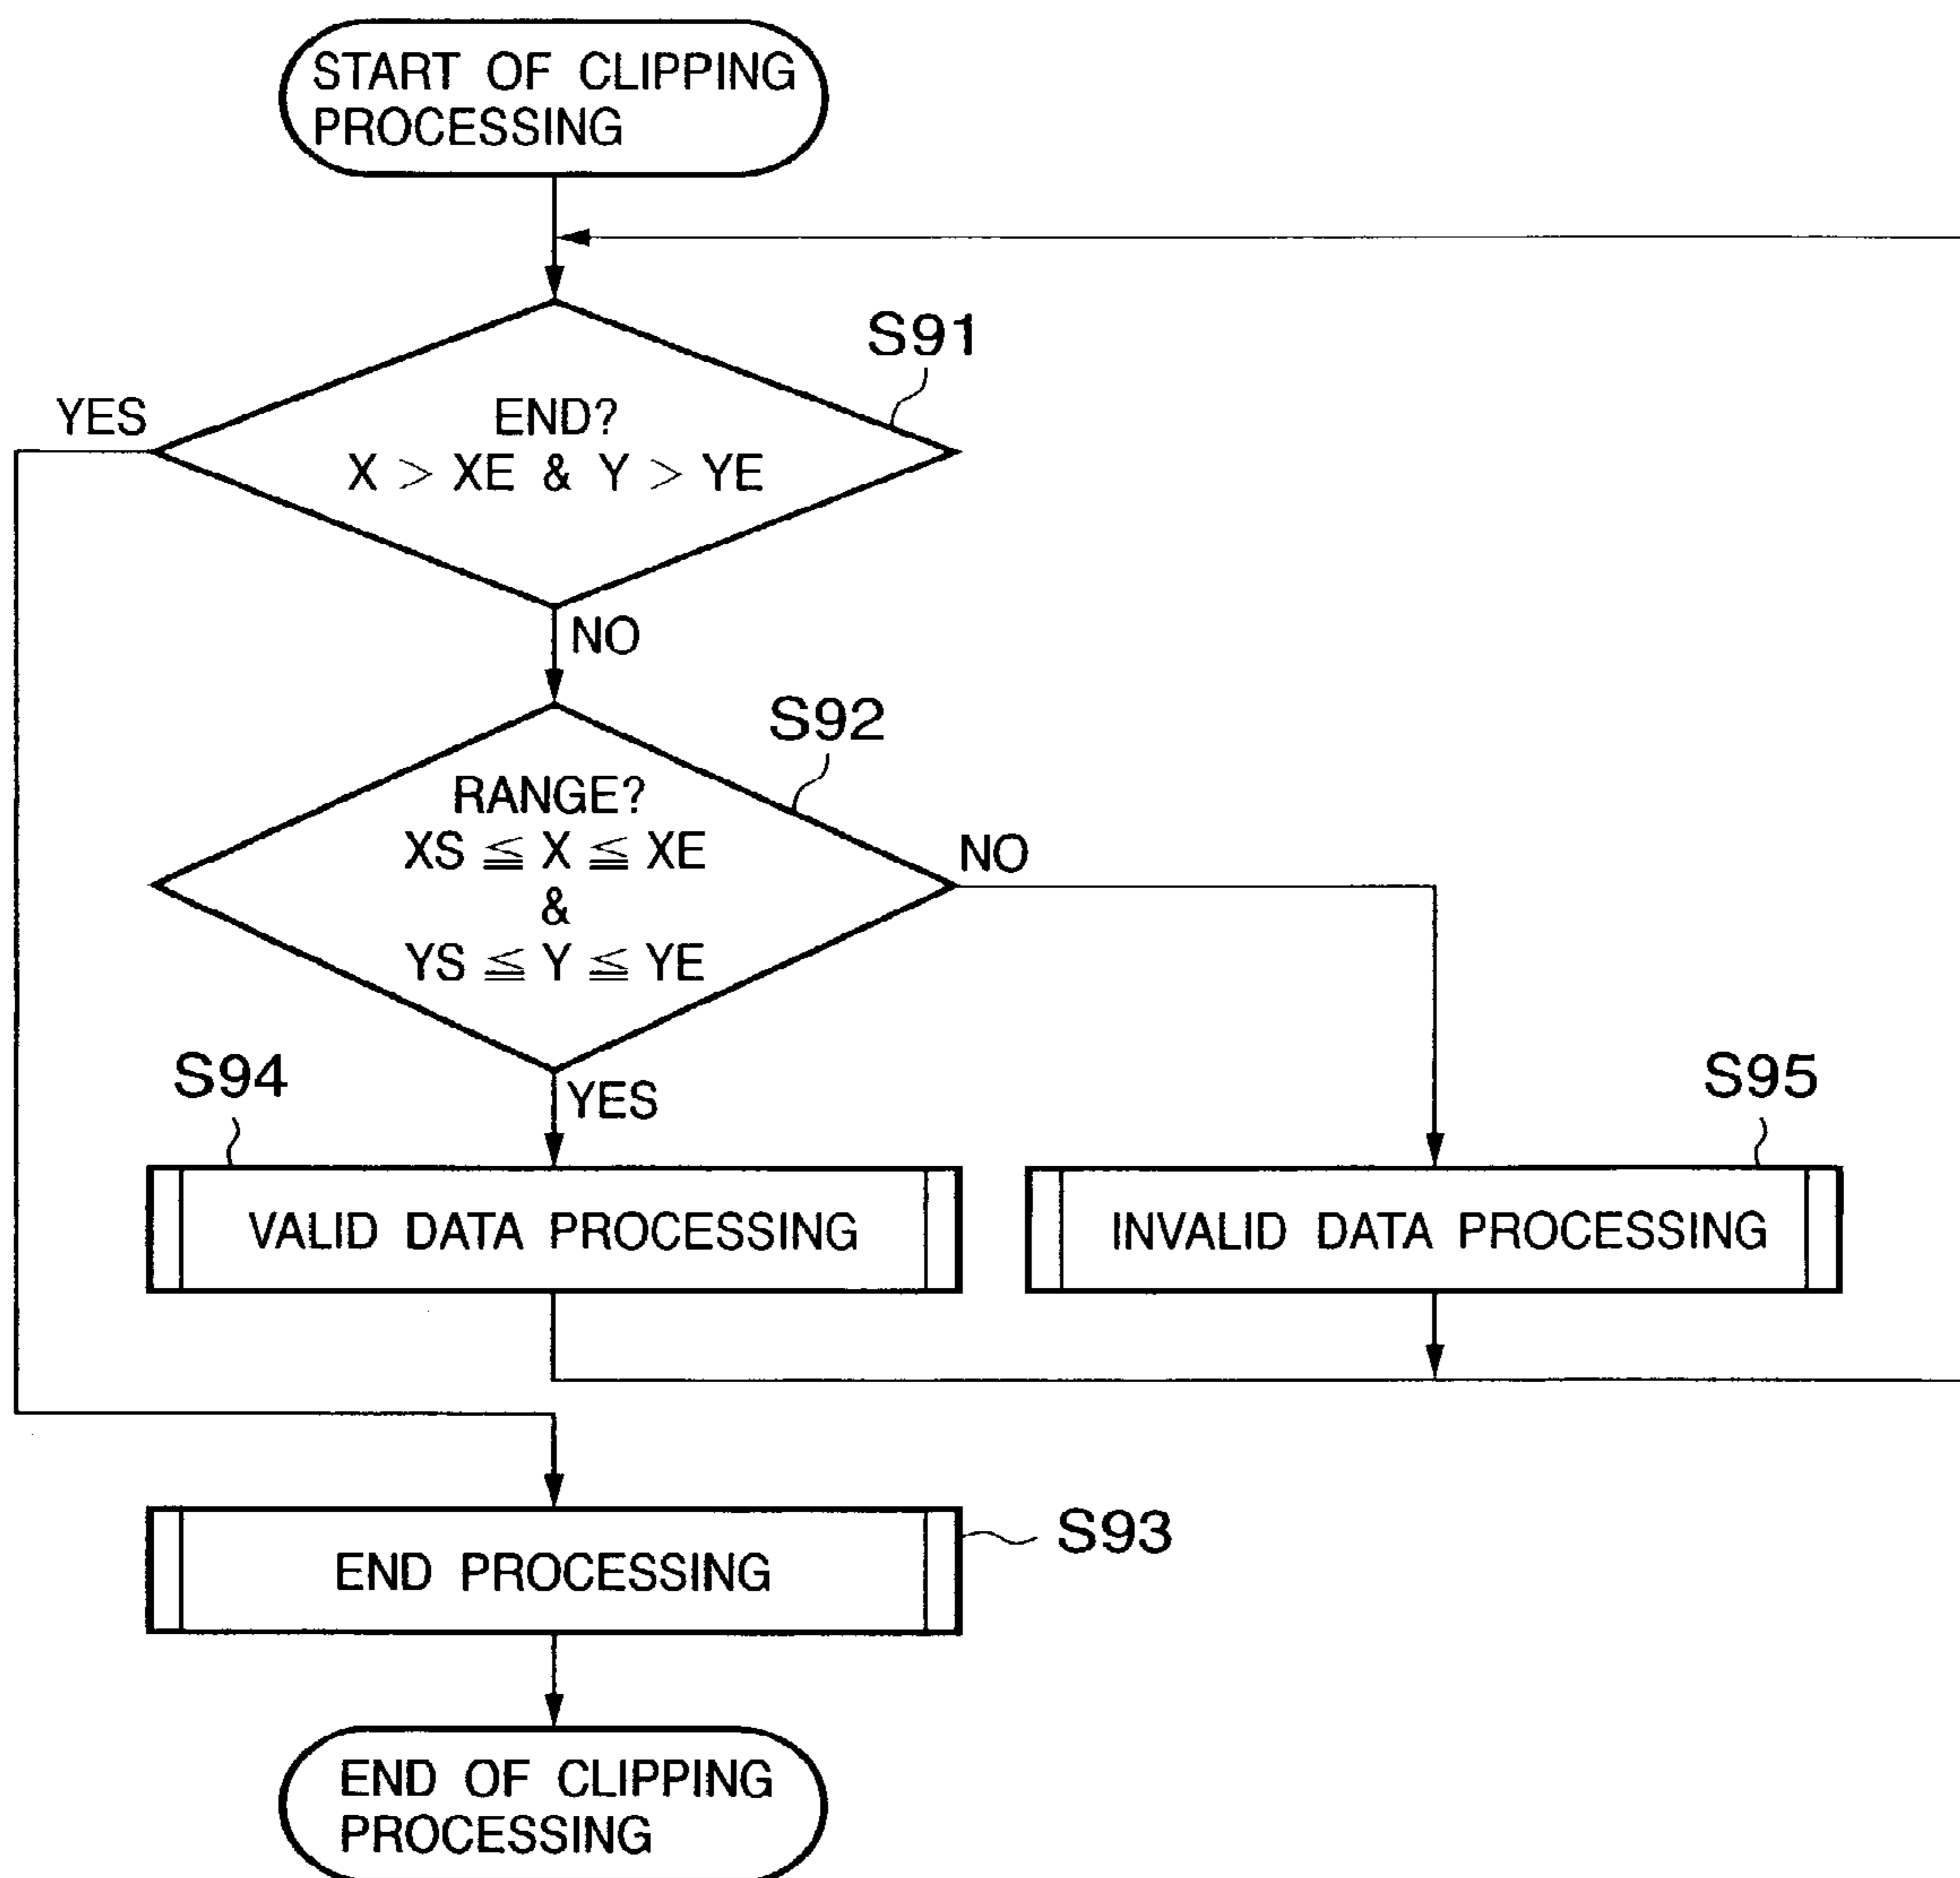 START OF CLIPPING
PROCESSING
S91
YES
END?
X > XE & Y > YE
NO
S92
RANGE?
XS ≦ X ≦ XE
&
YS ≦ Y ≦ YE
NO
S94
YES
S95
VALID DATA PROCESSING
INVALID DATA PROCESSING
S93
END PROCESSING
END OF CLIPPING
PROCESSING